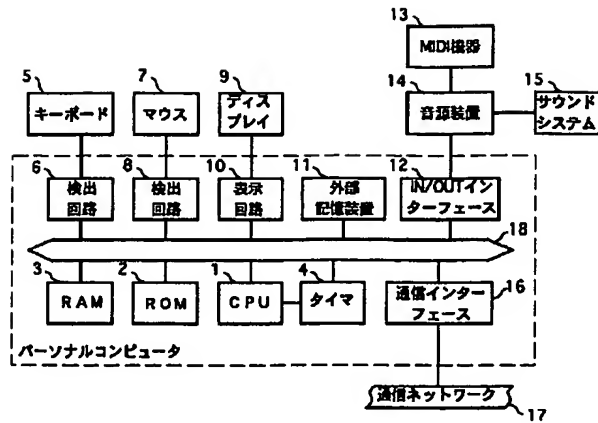 13
MIDI機器
5
キーボード
7
マウス
9
ディス
プレイ
14
音源装置
15
サウンド
システム
6
検出
回路
8
検出
回路
10
表示
回路
11
外部
記憶装置
12
IN/OUTイン
ターフェース
18
3
RAM
2
ROM
1
CPU
4
タイマ
通信インター
フェース
16
パーソナルコンピュータ
通信ネットワーク
17